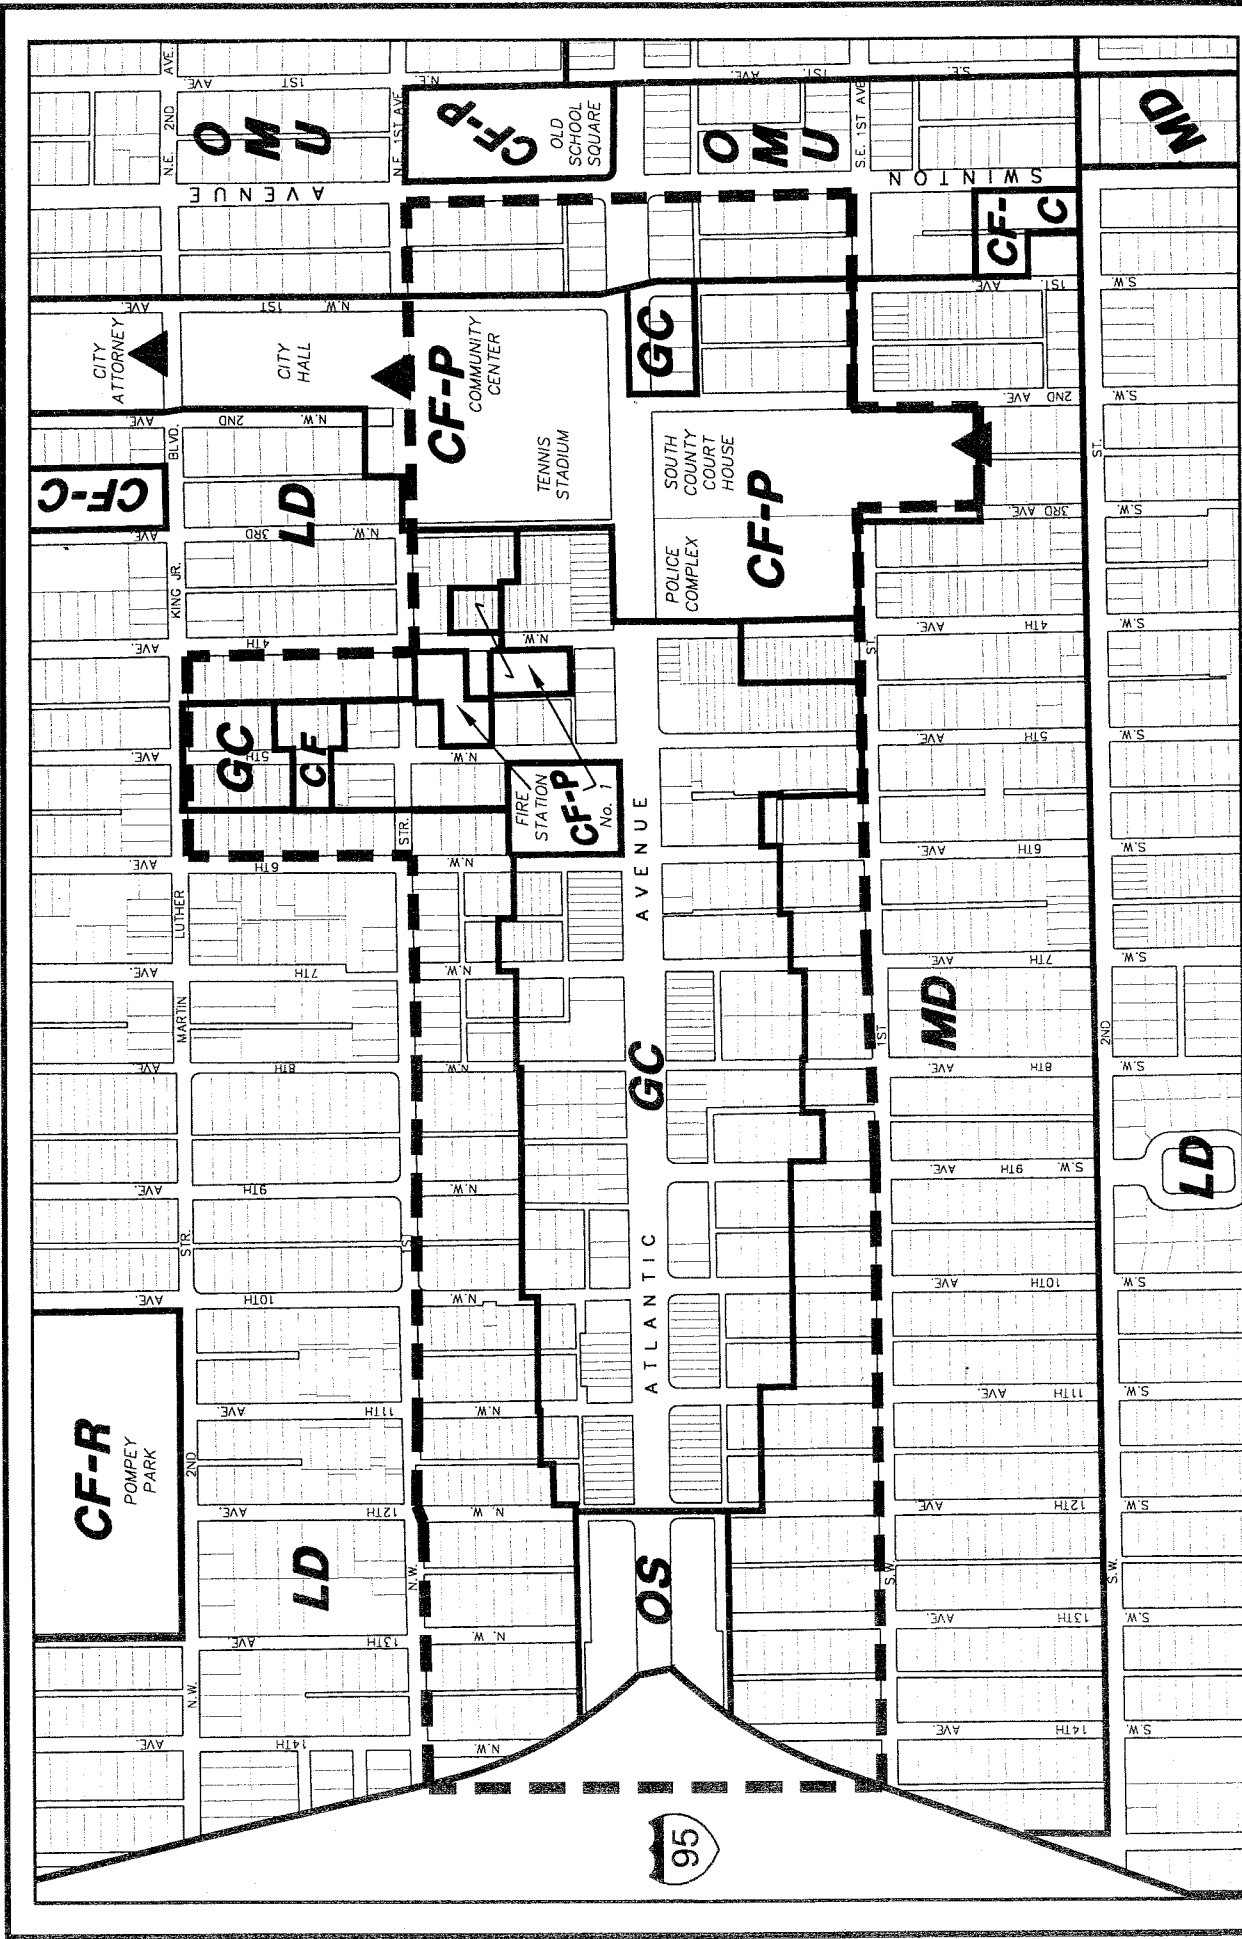 CF-R
POMPEY
PARK
CF-C
CITY
ATTORNEY
AVE
14TH
AVE
13TH
AVE.
12TH
AVE.
11TH
AVE.
10TH
AVE.
9TH
AVE
8TH
AVE.
7TH
AVE.
6TH
AVE
5TH
AVE.
4TH
AVE
3RD
AVE
2ND
AVE.
1ST
AVE.
N.W.
2ND
STR.
MARTIN
LUTHER
KING JR.
BLVD.
N.E. 2ND
AVE.
1ST
AVENUE
OMU
GC
CF
LD
LD
CITY
HALL
N.W.
ST.
STR.
N.E. 1ST AVE
N.W.
N.W.
N.W.
N.W.
N.W.
N.W.
N.W.
N.W.
N.W.
N.W.
N.W.
N.W.
N.W.
N.W.
N.E.
CF-P
COMMUNITY
CENTER
TENNIS
STADIUM
CF-P
OLD
SCHOOL
SQUARE
FIRE
STATION
CF-P
No. 1
95
OS
GC
ATLANTIC
AVENUE
GC
POLICE
COMPLEX
SOUTH
COUNTY
COURT
HOUSE
CF-P
OMU
AVE.
1ST.
S.E.
S.E. 1ST AVE
S.W.
1ST
ST
SWINTON
MD
CF-C
AVE
14TH
AVE.
13TH
AVE.
12TH
AVE.
11TH
AVE.
10TH
AVE.
9TH
S.W.
AVE.
8TH
AVE.
7TH
AVE.
6TH
AVE.
5TH
AVE.
4TH
AVE.
3RD
AVE.
2ND
AVE
1ST
S.W.
2ND
ST.
S.W.
S.W.
S.W.
S.W.
S.W.
S.W.
S.W.
S.W.
S.W.
S.W.
S.W.
S.W.
S.W.
LD
MD